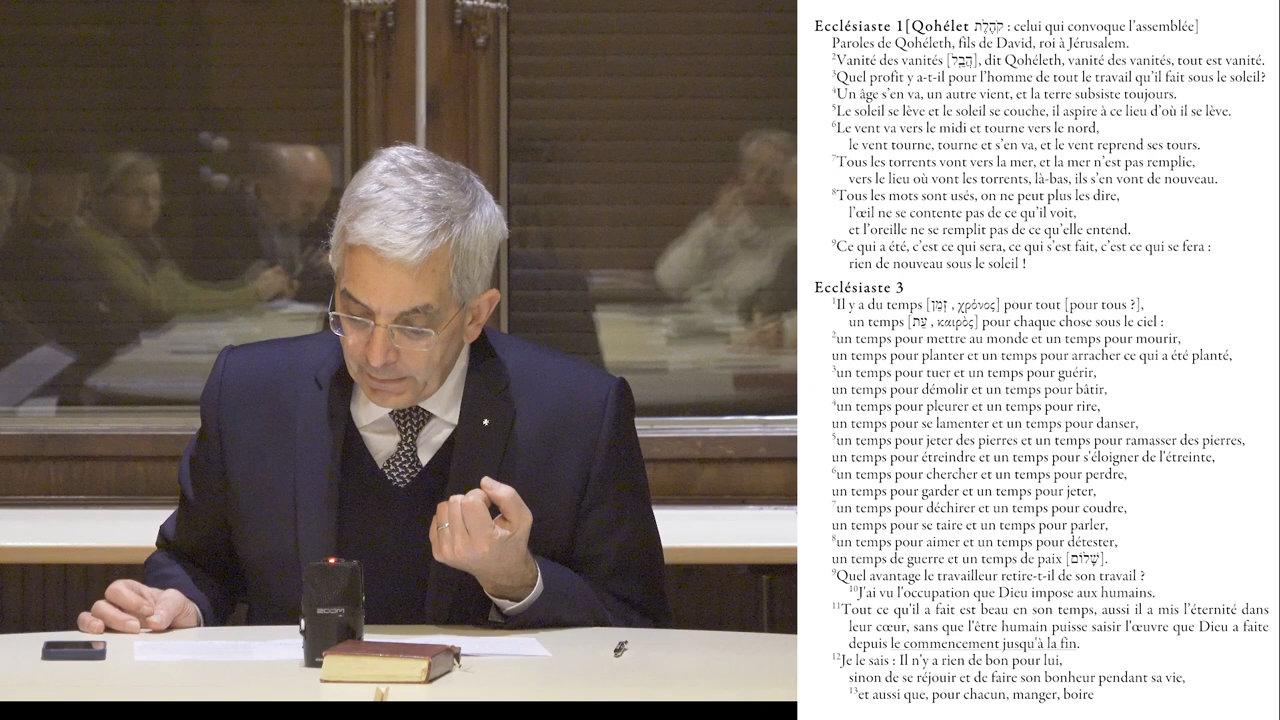 Ecclésiaste 1[Qohélet קֹהֶלֶת : celui qui convoque l'assemblée]
Paroles de Qohéleth, fils de David, roi à Jérusalem.
2Vanité des vanités [הֲבֵל], dit Qohéleth, vanité des vanités, tout est vanité.
3Quel profit y a-t-il pour l'homme de tout le travail qu'il fait sous le soleil?
4Un âge s'en va, un autre vient, et la terre subsiste toujours.
5Le soleil se lève et le soleil se couche, il aspire à ce lieu d'où il se lève.
6Le vent va vers le midi et tourne vers le nord,
le vent tourne, tourne et s'en va, et le vent reprend ses tours.
7Tous les torrents vont vers la mer, et la mer n'est pas remplie,
vers le lieu où vont les torrents, là-bas, ils s'en vont de nouveau.
8Tous les mots sont usés, on ne peut plus les dire,
l'œil ne se contente pas de ce qu'il voit,
et l'oreille ne se remplit pas de ce qu'elle entend.
9Ce qui a été, c'est ce qui sera, ce qui s'est fait, c'est ce qui se fera :
rien de nouveau sous le soleil !
Ecclésiaste 3
1Il y a du temps [זְמָן , χρόνος] pour tout [pour tous ?],
un temps [עֵת , καιρὸς] pour chaque chose sous le ciel :
2un temps pour mettre au monde et un temps pour mourir,
un temps pour planter et un temps pour arracher ce qui a été planté,
3un temps pour tuer et un temps pour guérir,
un temps pour démolir et un temps pour bâtir,
4un temps pour pleurer et un temps pour rire,
un temps pour se lamenter et un temps pour danser,
5un temps pour jeter des pierres et un temps pour ramasser des pierres,
un temps pour étreindre et un temps pour s'éloigner de l'étreinte,
6un temps pour chercher et un temps pour perdre,
un temps pour garder et un temps pour jeter,
7un temps pour déchirer et un temps pour coudre,
un temps pour se taire et un temps pour parler,
8un temps pour aimer et un temps pour détester,
un temps de guerre et un temps de paix [שָׁלוֹם].
9Quel avantage le travailleur retire-t-il de son travail ?
10J'ai vu l'occupation que Dieu impose aux humains.
11Tout ce qu'il a fait est beau en son temps, aussi il a mis l'éternité dans
leur cœur, sans que l'être humain puisse saisir l'œuvre que Dieu a faite
depuis le commencement jusqu'à la fin.
12Je le sais : Il n'y a rien de bon pour lui,
sinon de se réjouir et de faire son bonheur pendant sa vie,
13et aussi que, pour chacun, manger, boire
zoom